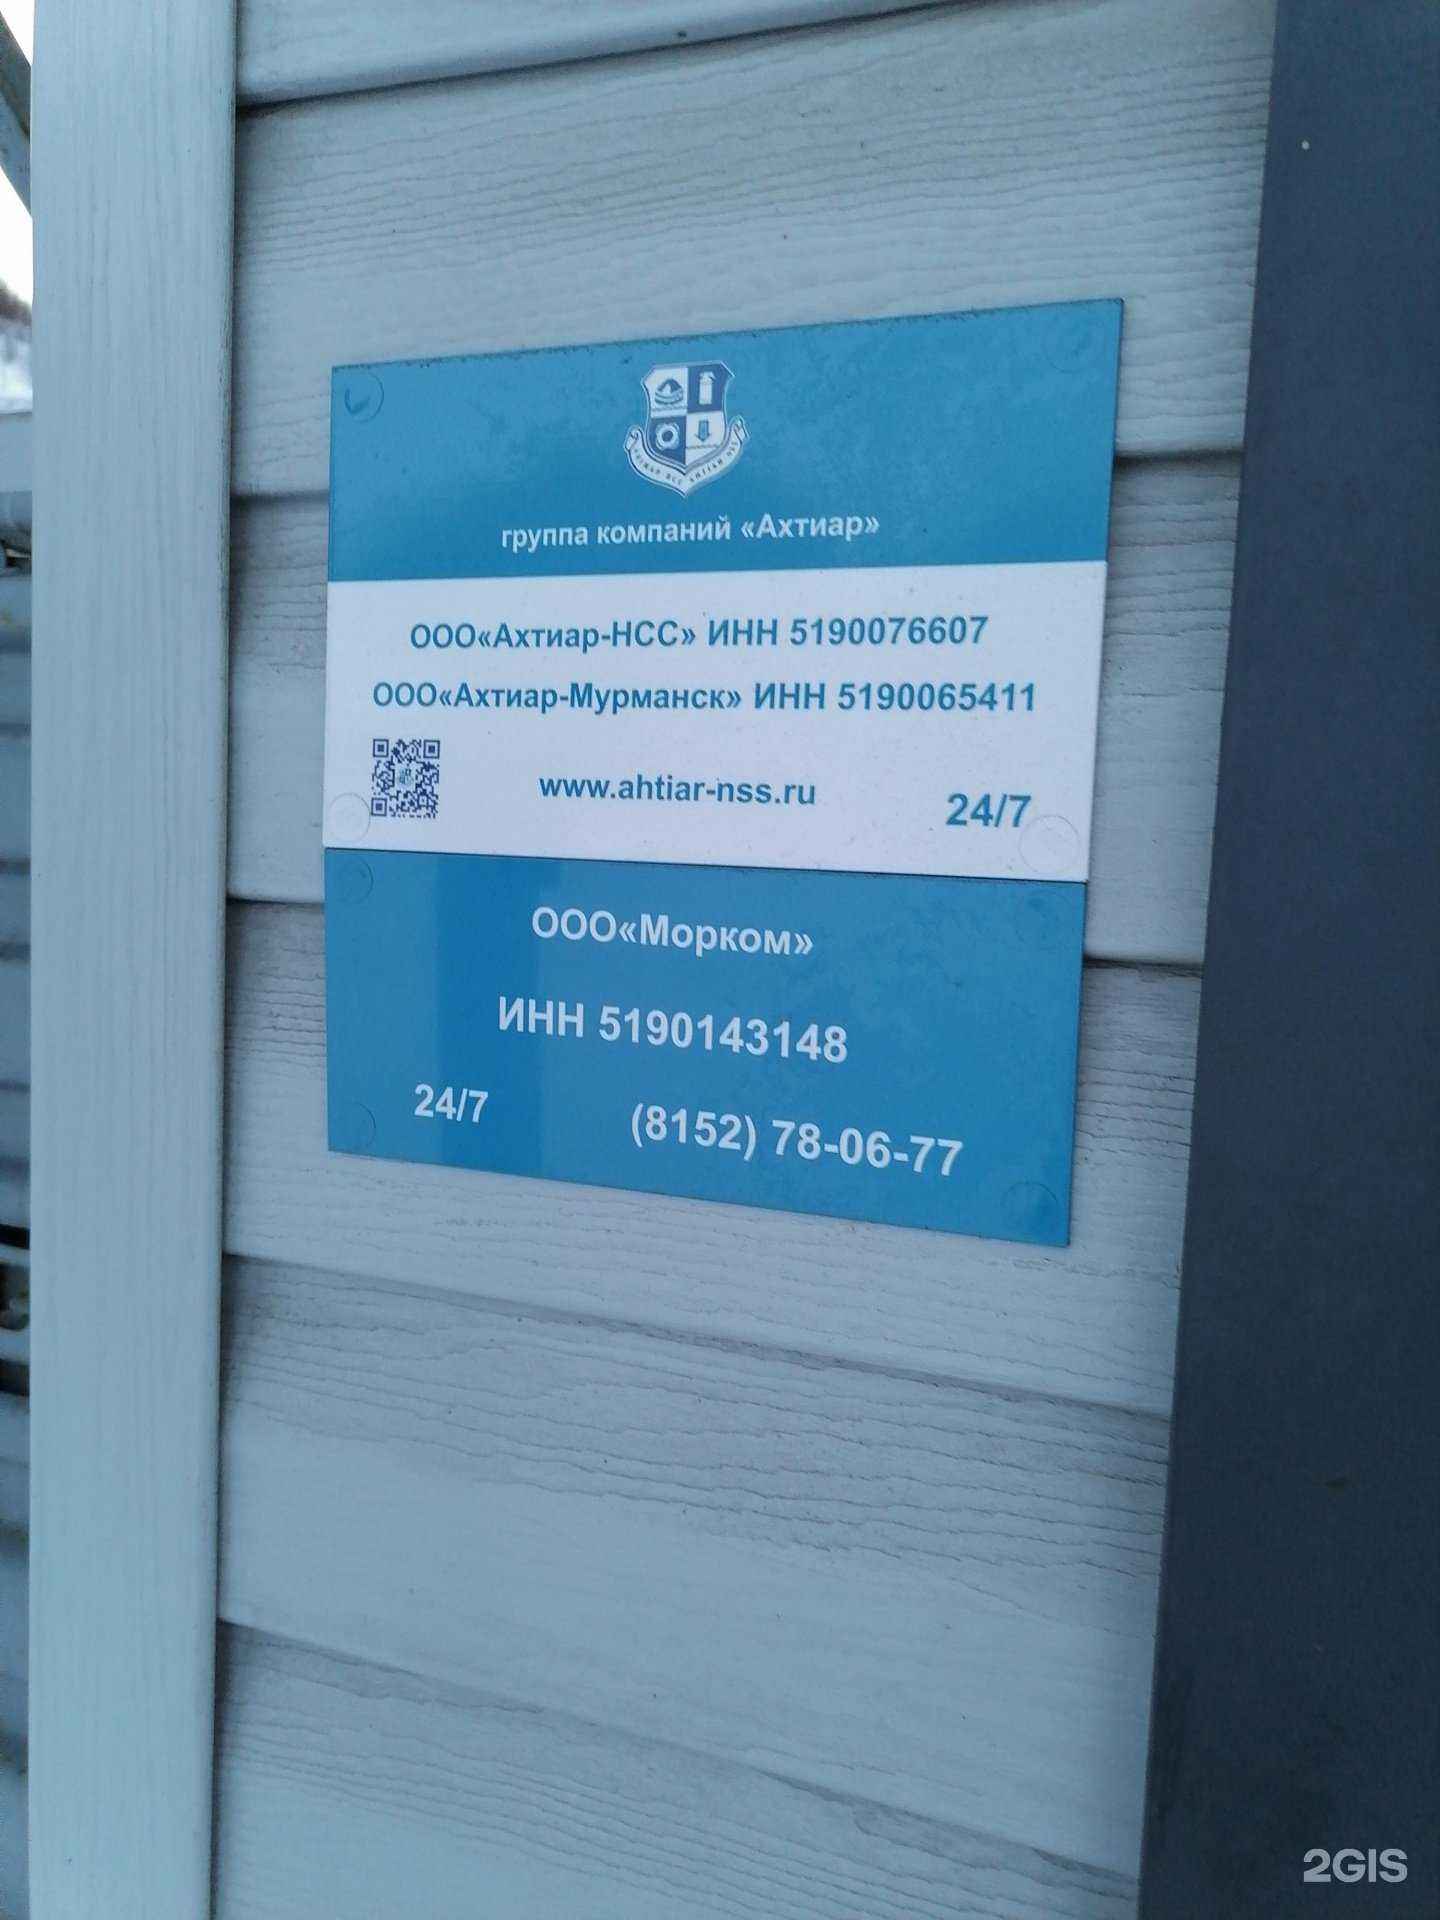 группа компаний «Ахтиар»
ООО«Ахтиар-НСС» ИНН 5190076607
ООО«Ахтиар-Мурманск» ИНН 5190065411
www.ahtiar-nss.ru
24/7
ООО«Морком»
ИНН 5190143148
24/7 (8152) 78-06-77
2GIS